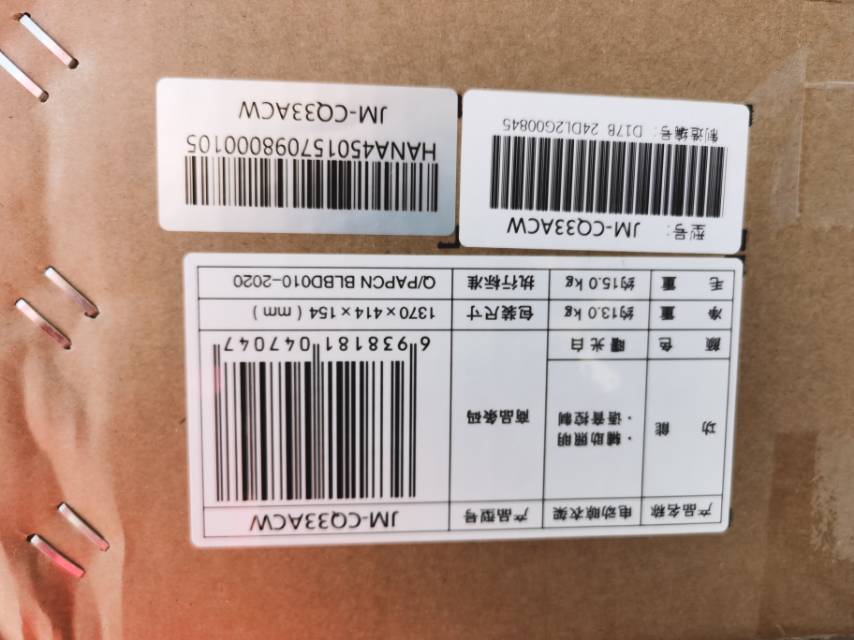 产品名称 电动晾衣架 产品型号 JM-CQ33ACW
功 能 ·辅助照明
·语音控制
商品条码 6 938181 047047
颜 色 曙光白
净 重 约13.0 kg 包装尺寸 1370×414×154（mm）
毛 重 约15.0 kg 执行标准 Q/PAPCN BLBD010-2020
型号: JM-CQ33ACW
制造编号: D17B 24DL2G00845
HANA4501570980000105
JM-CQ33ACW